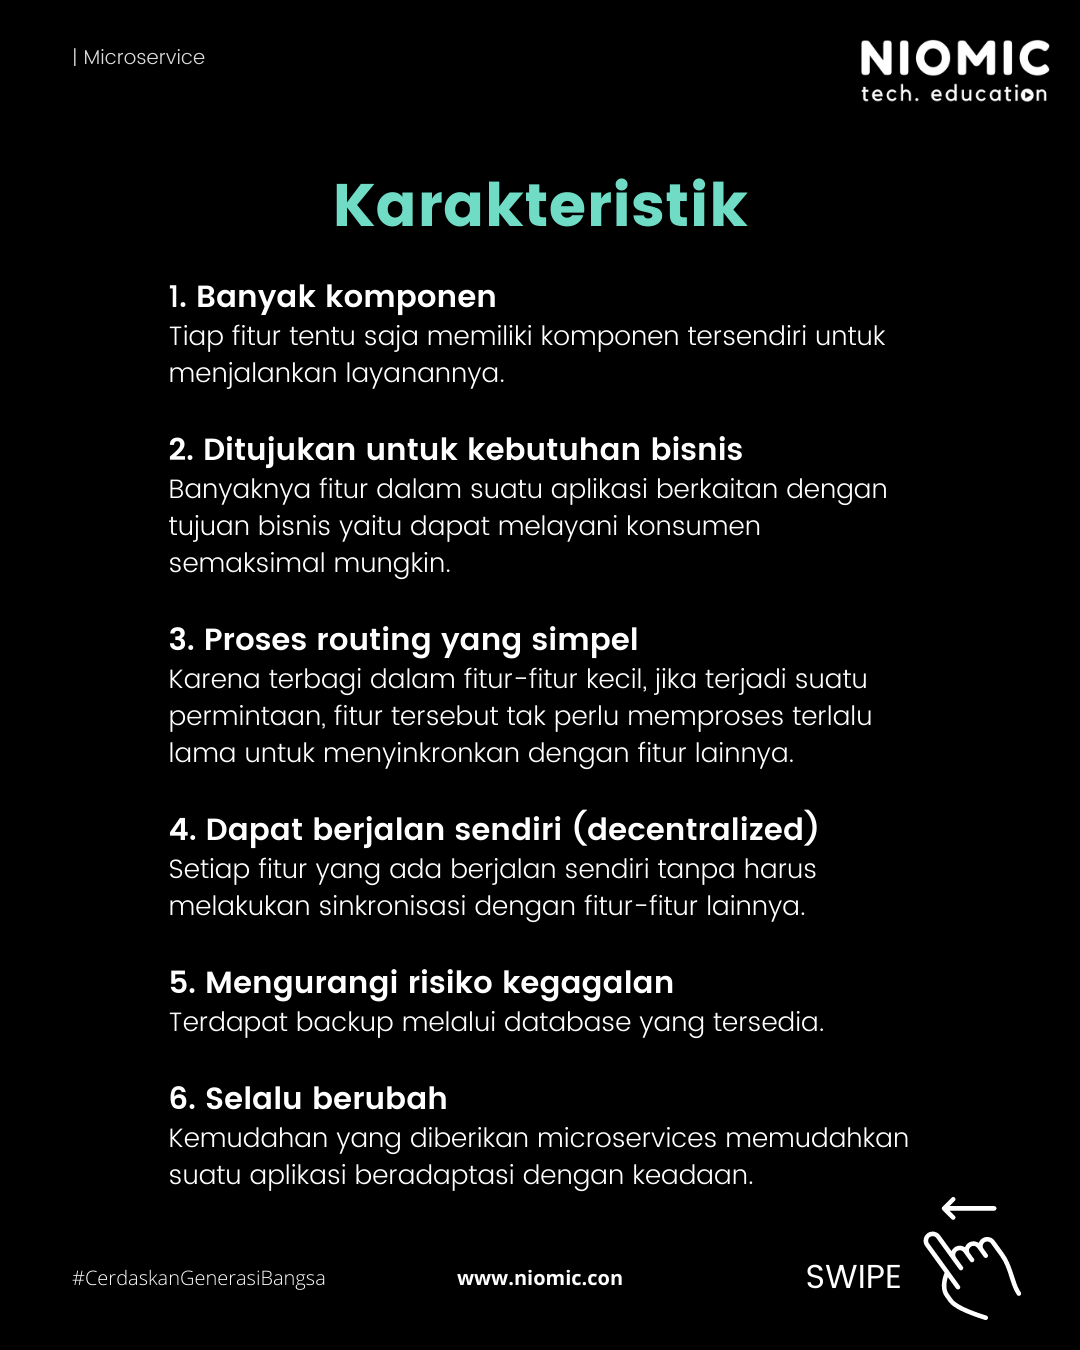 | Microservice
NIOMIC
tech. education
Karakteristik
1. Banyak komponen
Tiap fitur tentu saja memiliki komponen tersendiri untuk
menjalankan layanannya.
2. Ditujukan untuk kebutuhan bisnis
Banyaknya fitur dalam suatu aplikasi berkaitan dengan
tujuan bisnis yaitu dapat melayani konsumen
semaksimal mungkin.
3. Proses routing yang simpel
Karena terbagi dalam fitur-fitur kecil, jika terjadi suatu
permintaan, fitur tersebut tak perlu memproses terlalu
lama untuk menyinkronkan dengan fitur lainnya.
4. Dapat berjalan sendiri (decentralized)
Setiap fitur yang ada berjalan sendiri tanpa harus
melakukan sinkronisasi dengan fitur-fitur lainnya.
5. Mengurangi risiko kegagalan
Terdapat backup melalui database yang tersedia.
6. Selalu berubah
Kemudahan yang diberikan microservices memudahkan
suatu aplikasi beradaptasi dengan keadaan.
#CerdaskanGenerasiBangsa
www.niomic.con
SWIPE